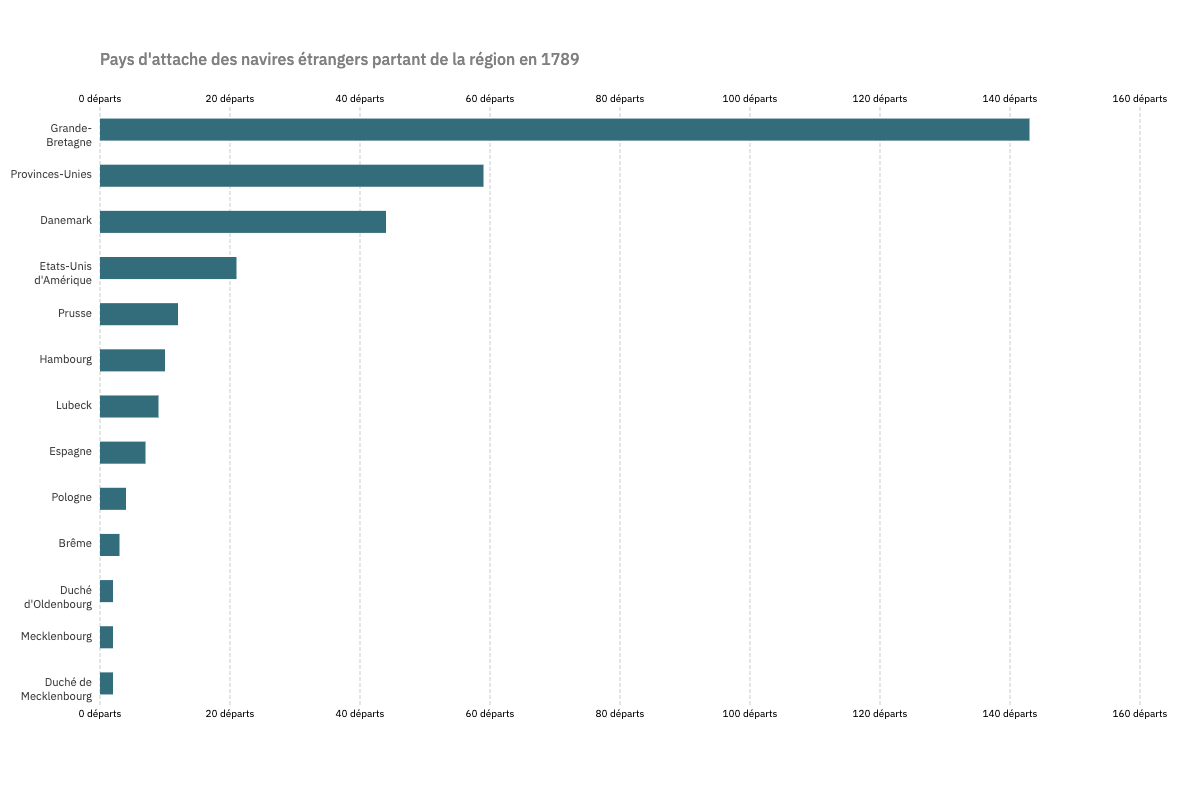 Pays d'attache des navires étrangers partant de la région en 1789
0 départs 20 départs 40 départs 60 départs 80 départs 100 départs 120 départs 140 départs 160 départs
Grande-
Bretagne
Provinces-Unies
Danemark
Etats-Unis
d'Amérique
Prusse
Hambourg
Lubeck
Espagne
Pologne
Brême
Duché
d'Oldenbourg
Mecklenbourg
Duché de
Mecklenbourg
0 départs 20 départs 40 départs 60 départs 80 départs 100 départs 120 départs 140 départs 160 départs